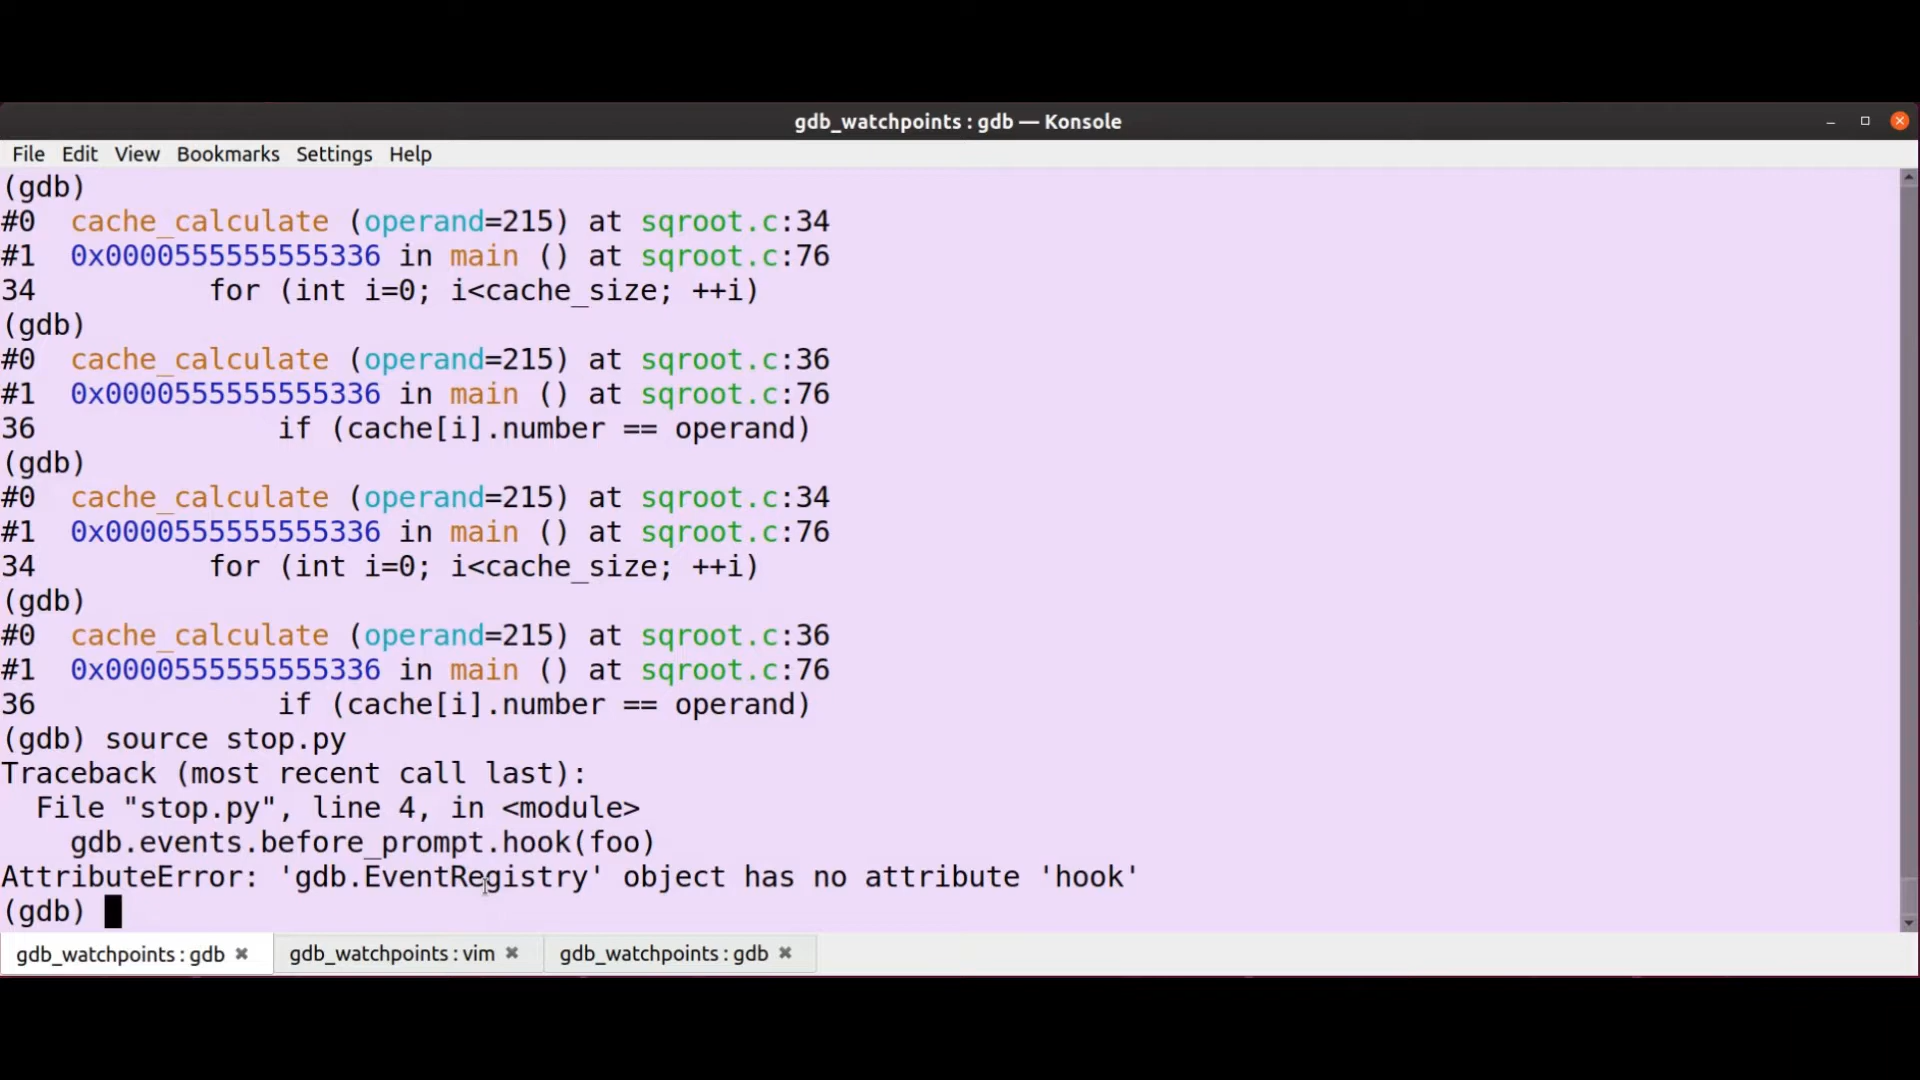 gdb_watchpoints : gdb — Konsole
File Edit View Bookmarks Settings Help
(gdb)
#0  cache_calculate (operand=215) at sqroot.c:34
#1  0x0000555555555336 in main () at sqroot.c:76
34          for (int i=0; i<cache_size; ++i)
(gdb)
#0  cache_calculate (operand=215) at sqroot.c:36
#1  0x0000555555555336 in main () at sqroot.c:76
36              if (cache[i].number == operand)
(gdb)
#0  cache_calculate (operand=215) at sqroot.c:34
#1  0x0000555555555336 in main () at sqroot.c:76
34          for (int i=0; i<cache_size; ++i)
(gdb)
#0  cache_calculate (operand=215) at sqroot.c:36
#1  0x0000555555555336 in main () at sqroot.c:76
36              if (cache[i].number == operand)
(gdb) source stop.py
Traceback (most recent call last):
  File "stop.py", line 4, in <module>
    gdb.events.before_prompt.hook(foo)
AttributeError: 'gdb.EventRegistry' object has no attribute 'hook'
(gdb)
gdb_watchpoints : gdb gdb_watchpoints : vim gdb_watchpoints : gdb